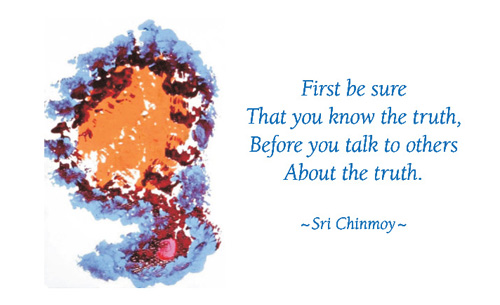 First be sure
That you know the truth,
Before you talk to others
About the truth.
~Sri Chinmoy~